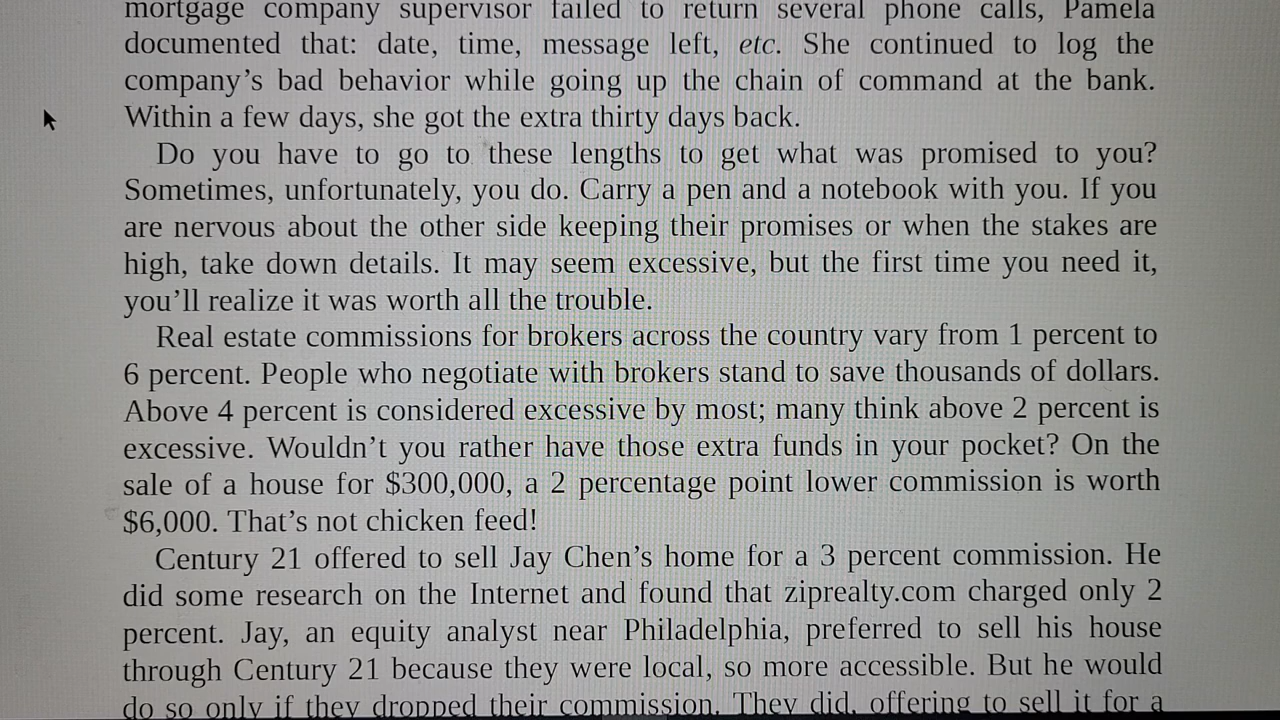 mortgage company supervisor failed to return several phone calls, Pamela
documented that: date, time, message left, etc. She continued to log the
company’s bad behavior while going up the chain of command at the bank.
Within a few days, she got the extra thirty days back.
Do you have to go to these lengths to get what was promised to you?
Sometimes, unfortunately, you do. Carry a pen and a notebook with you. If you
are nervous about the other side keeping their promises or when the stakes are
high, take down details. It may seem excessive, but the first time you need it,
you’ll realize it was worth all the trouble.
Real estate commissions for brokers across the country vary from 1 percent to
6 percent. People who negotiate with brokers stand to save thousands of dollars.
Above 4 percent is considered excessive by most; many think above 2 percent is
excessive. Wouldn’t you rather have those extra funds in your pocket? On the
sale of a house for $300,000, a 2 percentage point lower commission is worth
$6,000. That’s not chicken feed!
Century 21 offered to sell Jay Chen’s home for a 3 percent commission. He
did some research on the Internet and found that ziprealty.com charged only 2
percent. Jay, an equity analyst near Philadelphia, preferred to sell his house
through Century 21 because they were local, so more accessible. But he would
do so only if they dropped their commission. They did, offering to sell it for a